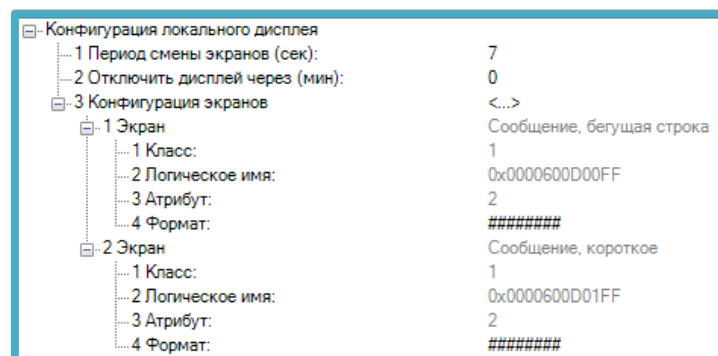 Конфигурация локального дисплея
1 Период смены экранов (сек): 7
2 Отключить дисплей через (мин): 0
3 Конфигурация экранов <...>
1 Экран Сообщение, бегущая строка
1 Класс: 1
2 Логическое имя: 0x0000600D00FF
3 Атрибут: 2
4 Формат: ########
2 Экран Сообщение, короткое
1 Класс: 1
2 Логическое имя: 0x0000600D01FF
3 Атрибут: 2
4 Формат: ########